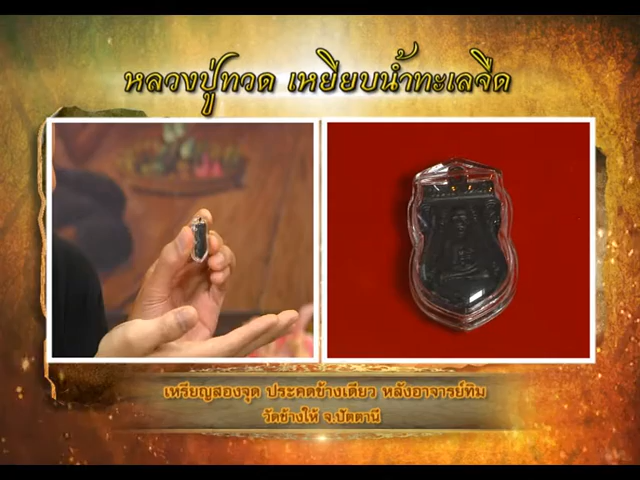 หลวงปู่ทวด เหยียบน้ำทะเลจืด
เหรียญสองจุด ประคตข้างเดียว หลังอาจารย์ทิม
วัดช้างให้ จ.ปัตตานี